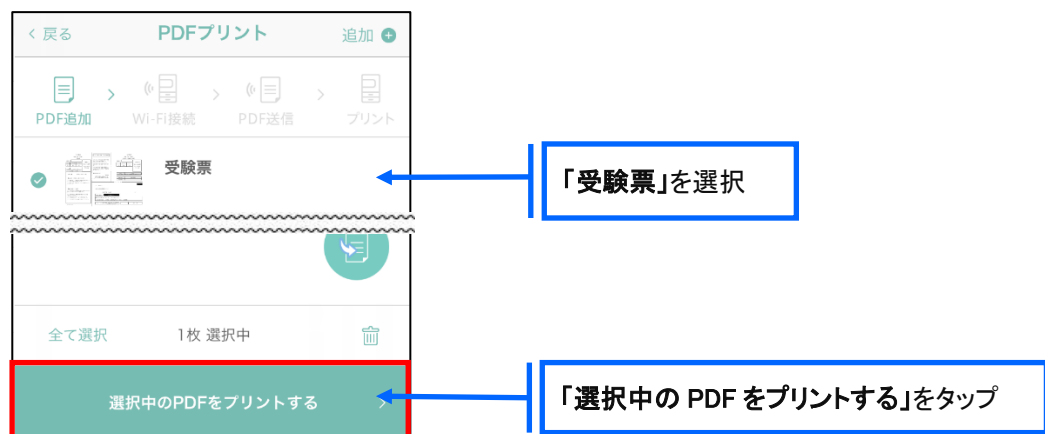 < 戻る PDFプリント 追加 +
PDF追加 > Wi-Fi接続 > PDF送信 > プリント
受験票
「受験票」を選択
全て選択 1枚 選択中
選択中のPDFをプリントする >
「選択中の PDF をプリントする」をタップ